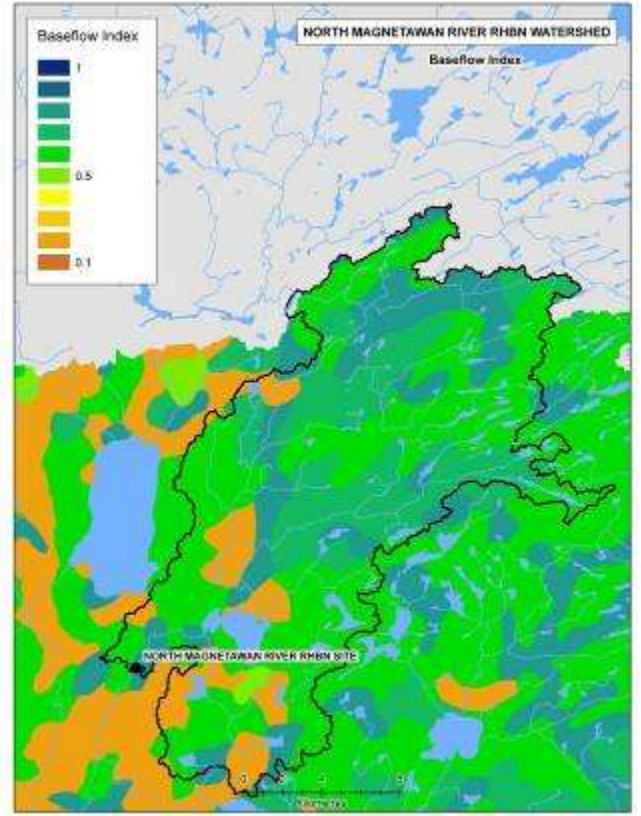 NORTH MAGNETAWAN RIVER RHBN WATERSHED
Baseflow Index
Baseflow Index
1
0.5
0.1
NORTH MAGNETAWAN RIVER RHBN SITE
0 2 4 8
Kilometres